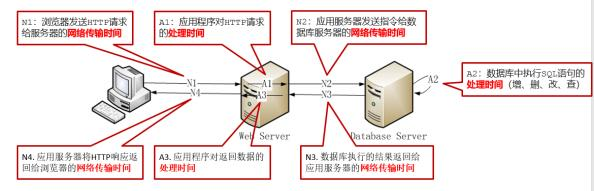 N1：浏览器发送HTTP请求
给服务器的网络传输时间
A1：应用程序对HTTP请求
的处理时间
N2：应用服务器发送指令给数
据库服务器的网络传输时间
A2：数据库中执行SQL语句的
处理时间（增、删、改、查）
N1
A1
N2
A2
N4
A3
N3
Web Server
Database Server
N4. 应用服务器将HTTP响应返
回给浏览器的网络传输时间
A3. 应用程序对返回数据的
处理时间
N3. 数据库执行的结果返回给
应用服务器的网络传输时间